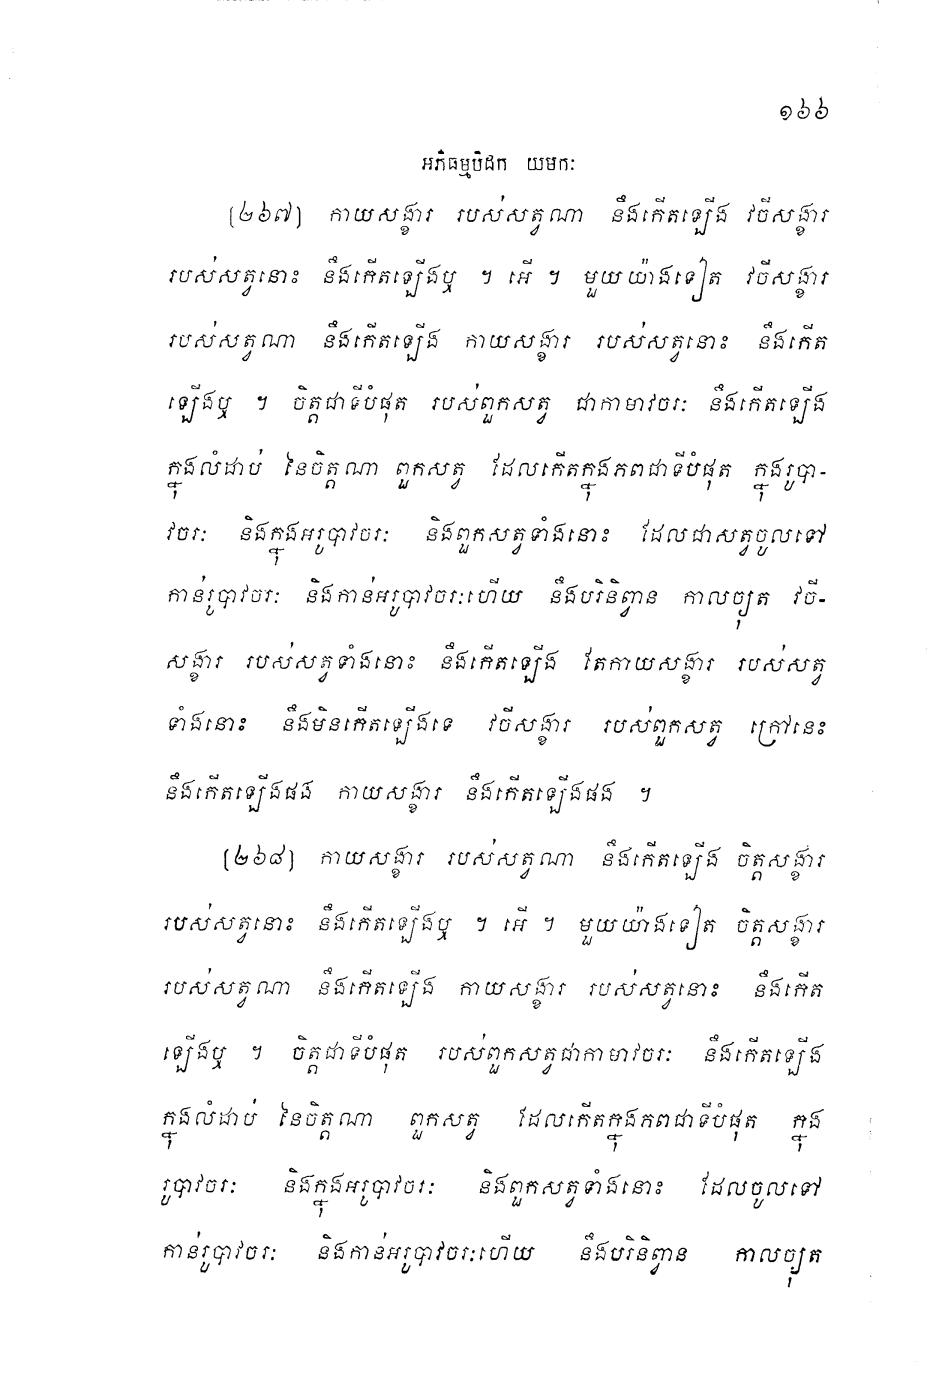 ១៦៦
អភិធម្មបិដក យមកៈ
(២៦៧) កាយសង្ខារ របស់សត្វណា នឹងកើតឡើង វចីសង្ខារ
របស់សត្វនោះ នឹងកើតឡើងឬ ។ អើ ។ មួយយ៉ាងទៀត វចីសង្ខារ
របស់សត្វណា នឹងកើតឡើង កាយសង្ខារ របស់សត្វនោះ នឹងកើត
ឡើងឬ ។ ចិត្តជាទីបំផុត របស់ពួកសត្វ ជាកាមាវចរៈ នឹងកើតឡើង
ក្នុងលំដាប់ នៃចិត្តណា ពួកសត្វ ដែលកើតក្នុងភពជាទីបំផុត ក្នុងរូបា-
វចរៈ និងក្នុងអរូបាវចរៈ និងពួកសត្វទាំងនោះ ដែលជាសត្វចូលទៅ
កាន់រូបាវចរៈ និងកាន់អរូបាវចរៈហើយ នឹងបរិនិព្វាន កាលច្យុត វចី-
សង្ខារ របស់សត្វទាំងនោះ នឹងកើតឡើង តែកាយសង្ខារ របស់សត្វ
ទាំងនោះ នឹងមិនកើតឡើងទេ វចីសង្ខារ របស់ពួកសត្វ ក្រៅនេះ
នឹងកើតឡើងផង កាយសង្ខារ នឹងកើតឡើងផង ។
(២៦៨) កាយសង្ខារ របស់សត្វណា នឹងកើតឡើង ចិត្តសង្ខារ
របស់សត្វនោះ នឹងកើតឡើងឬ ។ អើ ។ មួយយ៉ាងទៀត ចិត្តសង្ខារ
របស់សត្វណា នឹងកើតឡើង កាយសង្ខារ របស់សត្វនោះ នឹងកើត
ឡើងឬ ។ ចិត្តជាទីបំផុត របស់ពួកសត្វជាកាមាវចរៈ នឹងកើតឡើង
ក្នុងលំដាប់ នៃចិត្តណា ពួកសត្វ ដែលកើតក្នុងភពជាទីបំផុត ក្នុង
រូបាវចរៈ និងក្នុងអរូបាវចរៈ និងពួកសត្វទាំងនោះ ដែលចូលទៅ
កាន់រូបាវចរៈ និងកាន់អរូបាវចរៈហើយ នឹងបរិនិព្វាន កាលច្យុត